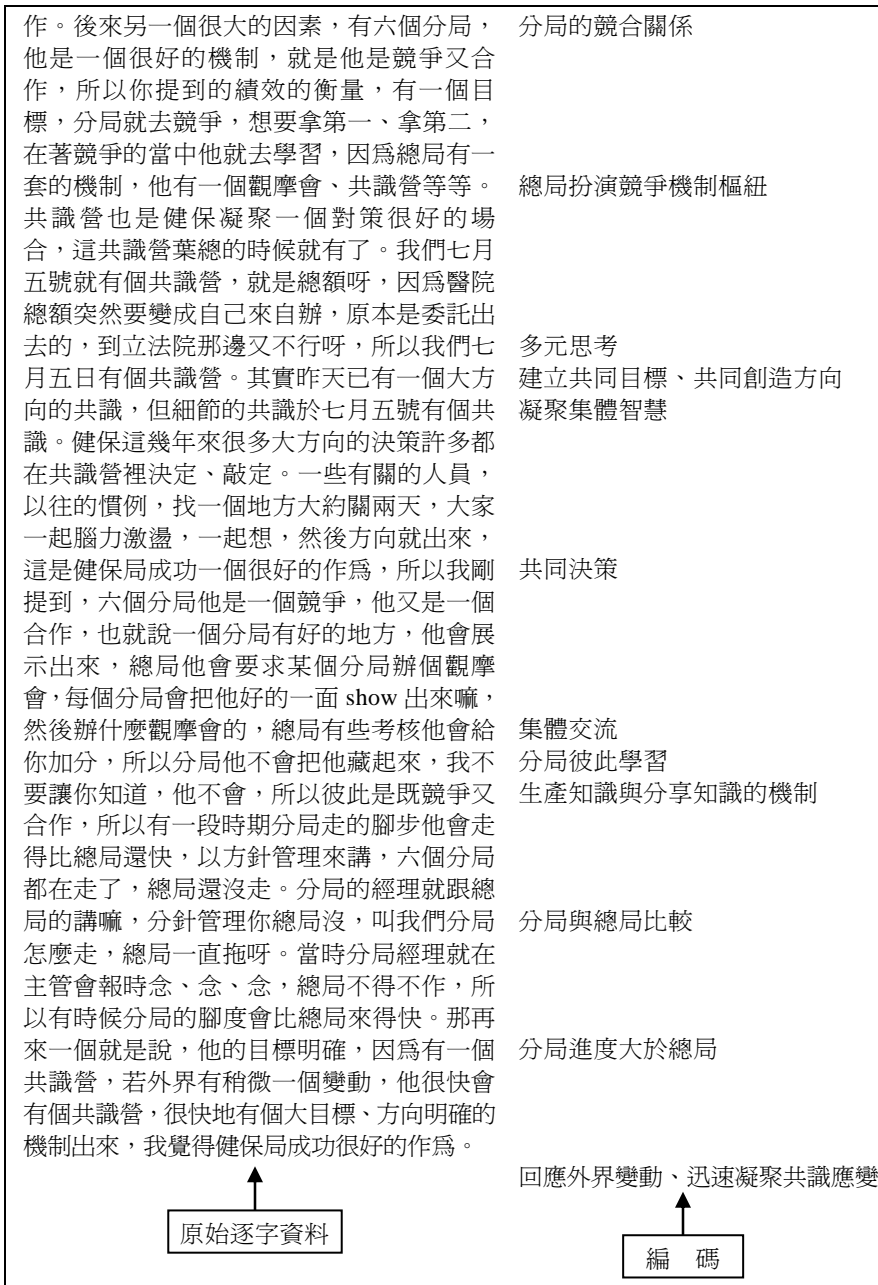 作。後來另一個很大的因素，有六個分局，
分局的競合關係
他是一個很好的機制，就是他是競爭又合
作，所以你提到的績效的衡量，有一個目
標，分局就去競爭，想要拿第一、拿第二，
在著競爭的當中他就去學習，因爲總局有一
套的機制，他有一個觀摩會、共識營等等。
總局扮演競爭機制樞紐
共識營也是健保凝聚一個對策很好的場
合，這共識營葉總的時候就有了。我們七月
五號就有個共識營，就是總額呀，因爲醫院
總額突然要變成自己來自辦，原本是委託出
去的，到立法院那邊又不行呀，所以我們七
多元思考
月五日有個共識營。其實昨天已有一個大方
建立共同目標、共同創造方向
向的共識，但細節的共識於七月五號有個共
凝聚集體智慧
識。健保這幾年來很多大方向的決策許多都
在共識營裡決定、敲定。一些有關的人員，
以往的慣例，找一個地方大約關兩天，大家
一起腦力激盪，一起想，然後方向就出來，
這是健保局成功一個很好的作爲，所以我剛
共同決策
提到，六個分局他是一個競爭，他又是一個
合作，也就說一個分局有好的地方，他會展
示出來，總局他會要求某個分局辦個觀摩
會，每個分局會把他好的一面 show 出來嘛，
然後辦什麼觀摩會的，總局有些考核他會給
集體交流
你加分，所以分局他不會把他藏起來，我不
分局彼此學習
要讓你知道，他不會，所以彼此是既競爭又
生產知識與分享知識的機制
合作，所以有一段時期分局走的腳步他會走
得比總局還快，以方針管理來講，六個分局
都在走了，總局還沒走。分局的經理就跟總
局的講嘛，分針管理你總局沒，叫我們分局
分局與總局比較
怎麼走，總局一直拖呀。當時分局經理就在
主管會報時念、念、念，總局不得不作，所
以有時候分局的腳度會比總局來得快。那再
來一個就是說，他的目標明確，因爲有一個
分局進度大於總局
共識營，若外界有稍微一個變動，他很快會
有個共識營，很快地有個大目標、方向明確的
機制出來，我覺得健保局成功很好的作爲。
回應外界變動、迅速凝聚共識應變
原始逐字資料
編 碼